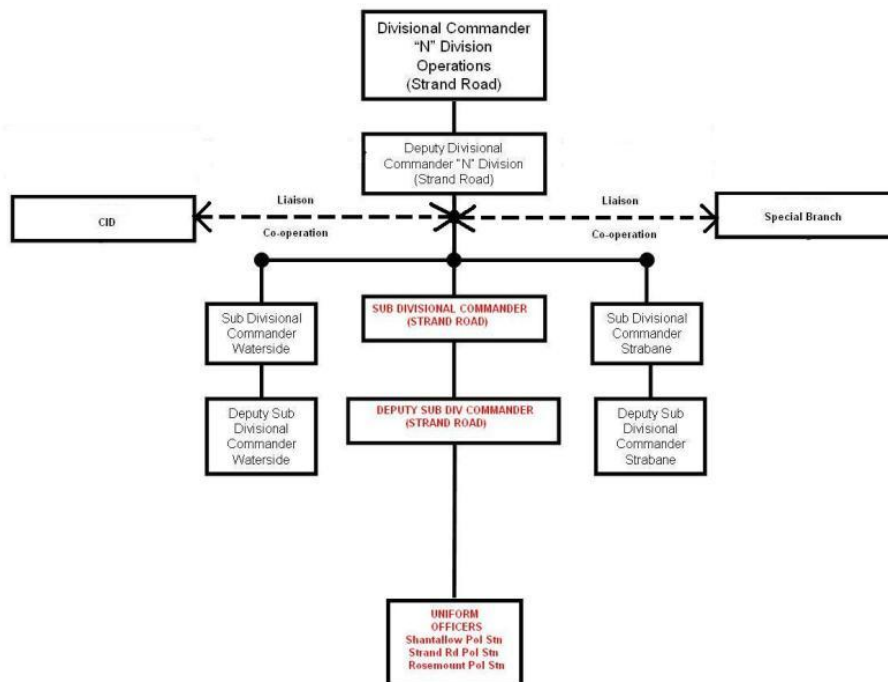 Divisional Commander
"N" Division
Operations
(Strand Road)
Deputy Divisional
Commander "N" Division
(Strand Road)
Liaison
Liaison
CID
Special Branch
Co-operation
Co-operation
Sub Divisional
Commander
Waterside
SUB DIVISIONAL COMMANDER
(STRAND ROAD)
Sub Divisional
Commander
Strabane
Deputy Sub
Divisional
Commander
Waterside
DEPUTY SUB DIV COMMANDER
(STRAND ROAD)
Deputy Sub
Divisional
Commander
Strabane
UNIFORM
OFFICERS
Shantallow Pol Stn
Strand Rd Pol Stn
Rosemount Pol Stn